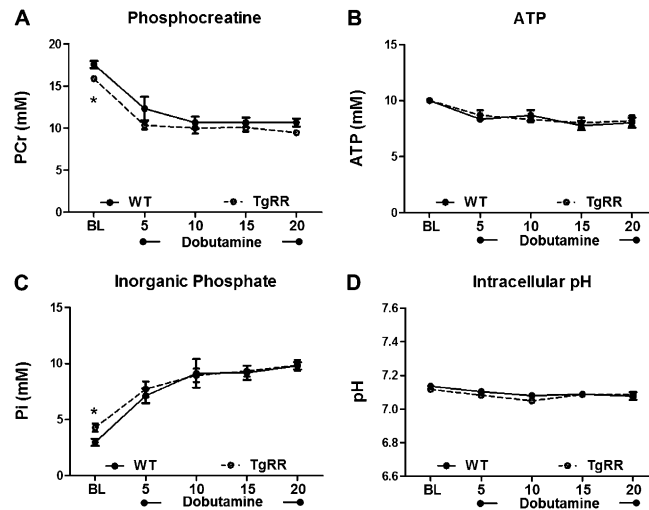 A
Phosphocreatine
20
15
10
5
0
PCr (mM)
*
WT
TgRR
BL
5
10
15
20
Dobutamine
B
ATP
15
10
5
0
ATP (mM)
WT
TgRR
BL
5
10
15
20
Dobutamine
C
Inorganic Phosphate
15
10
5
0
Pi (mM)
*
WT
TgRR
BL
5
10
15
20
Dobutamine
D
Intracellular pH
7.6
7.4
7.2
7.0
6.8
6.6
pH
WT
TgRR
BL
5
10
15
20
Dobutamine